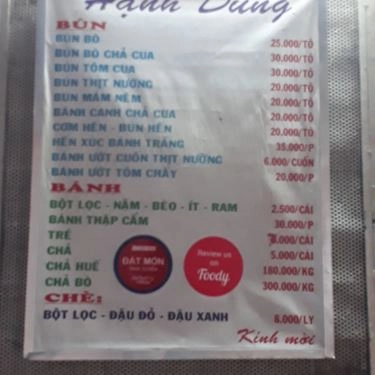 Hạnh Dung
BÚN
BÚN BÒ 25.000/TÔ
BÚN BÒ CHẢ CUA 30.000/TÔ
BÚN TÔM CUA 30.000/TÔ
BÚN THỊT NƯỚNG 20.000/TÔ
BÚN MẮM NÊM 20.000/TÔ
BÁNH CANH CHẢ CUA 20.000/TÔ
CƠM HẾN - BÚN HẾN 20.000/TÔ
HẾN XÚC BÁNH TRÁNG 35.000/P
BÁNH ƯỚT CUỐN THỊT NƯỚNG 6.000/CUỐN
BÁNH ƯỚT TÔM CHẤY 20.000/P
BÁNH
BỘT LỌC - NẬM - BÈO - ÍT - RAM 2.500/CÁI
BÁNH THẬP CẨM 30.000/P
TRÉ .000/CÁI
CHẢ 5.000/CÁI
CHẢ HUẾ 180.000/KG
CHẢ BÒ 300.000/KG
ĐẶT MÓN
Review us
on
Foody
CHÈ:
BỘT LỌC - ĐẬU ĐỎ - ĐẬU XANH 8.000/LY
Kính mời